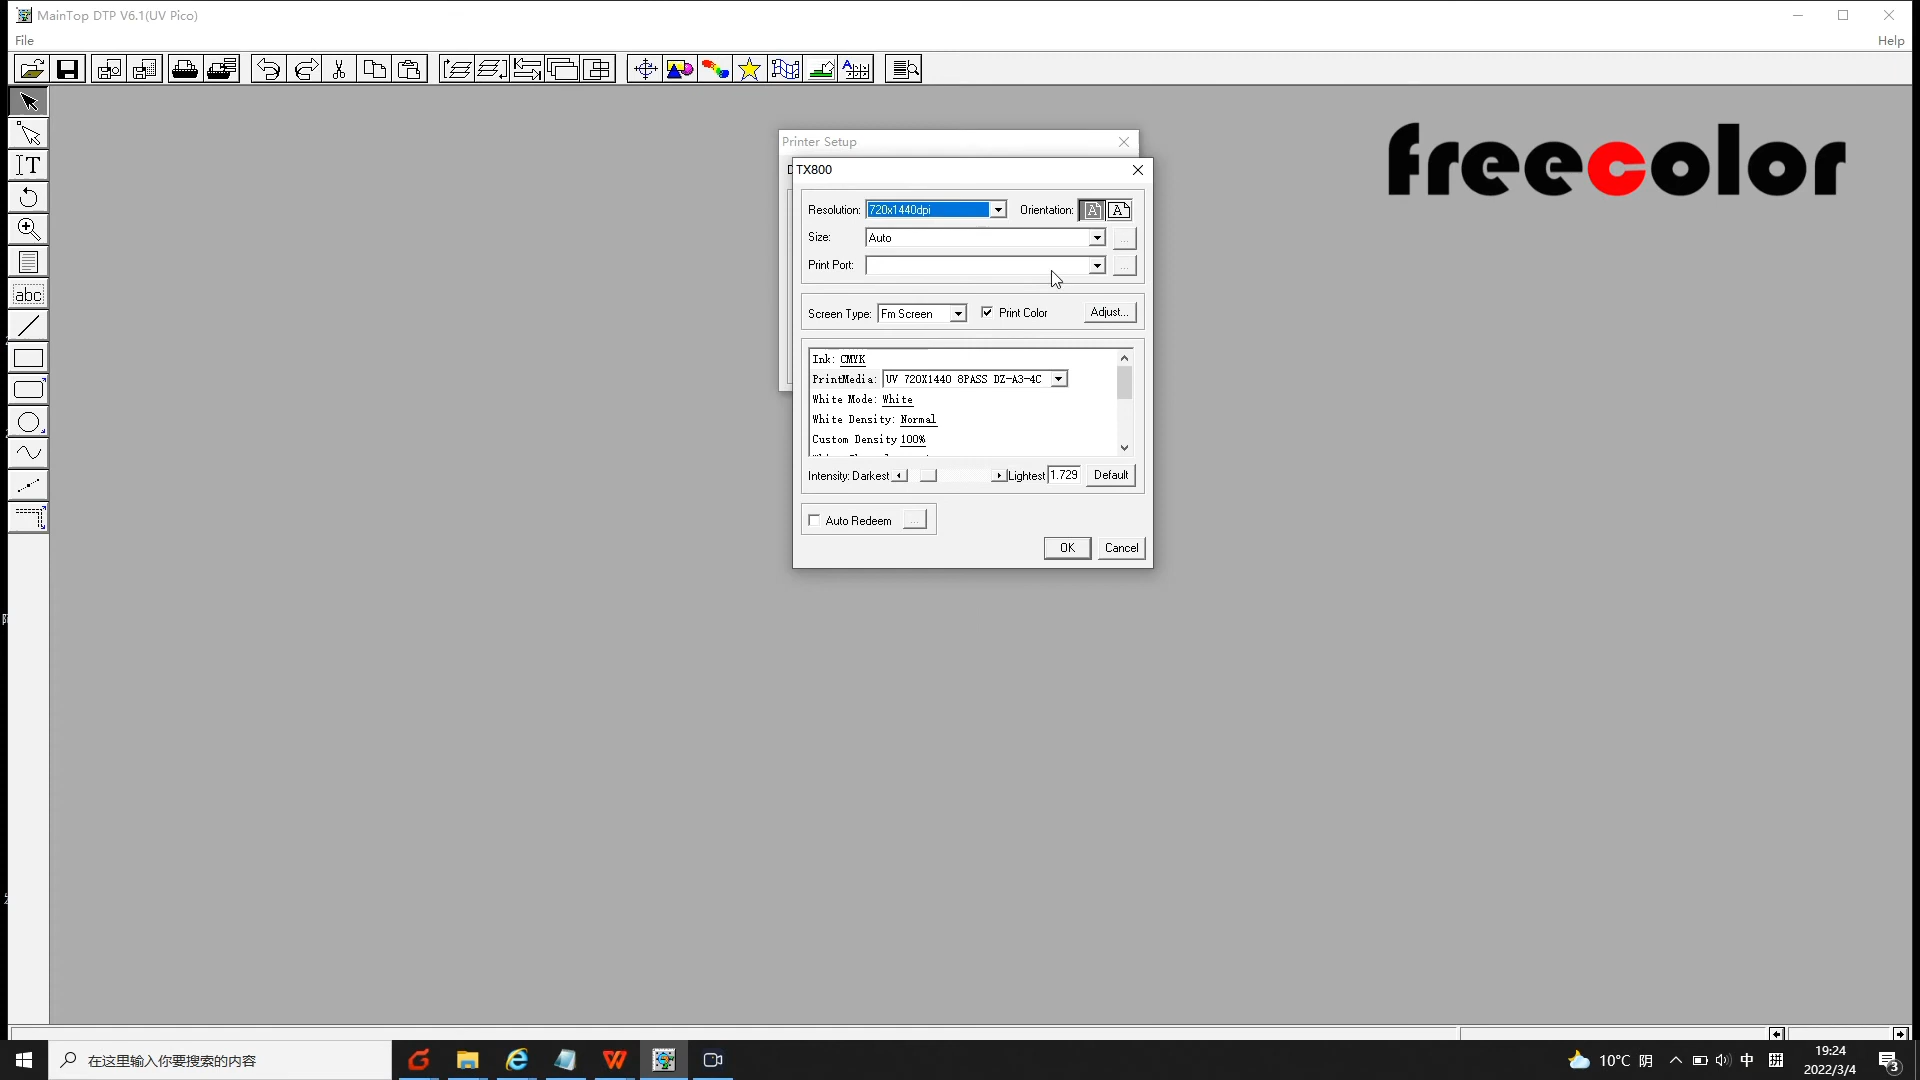 MainTop DTP V6.1(UV Pico)
File Help
T
abc
freecolor
Printer Setup
TX800
Resolution: 720x1440dpi Orientation: A A
Size: Auto ...
Print Port: ...
Screen Type: Fm Screen Print Color Adjust...
Ink: CMYK
PrintMedia: UV 720X1440 8PASS DZ-A3-4C
White Mode: White
White Density: Normal
Custom Density 100%
Intensity: Darkest Lightest 1.729 Default
Auto Redeem ...
OK Cancel
在这里输入你要搜索的内容
10°C 阴 中 拼 19:24
2022/3/4 3